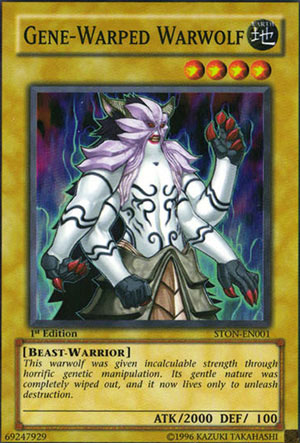 GENE-WARPED WARWOLF
EARTH
地
STON-EN001
1st Edition
[BEAST-WARRIOR]
This warwolf was given incalculable strength through
horrific genetic manipulation. Its gentle nature was
completely wiped out, and it now lives only to unleash
destruction.
ATK/2000 DEF/ 100
69247929
©1996 KAZUKI TAKAHASHI